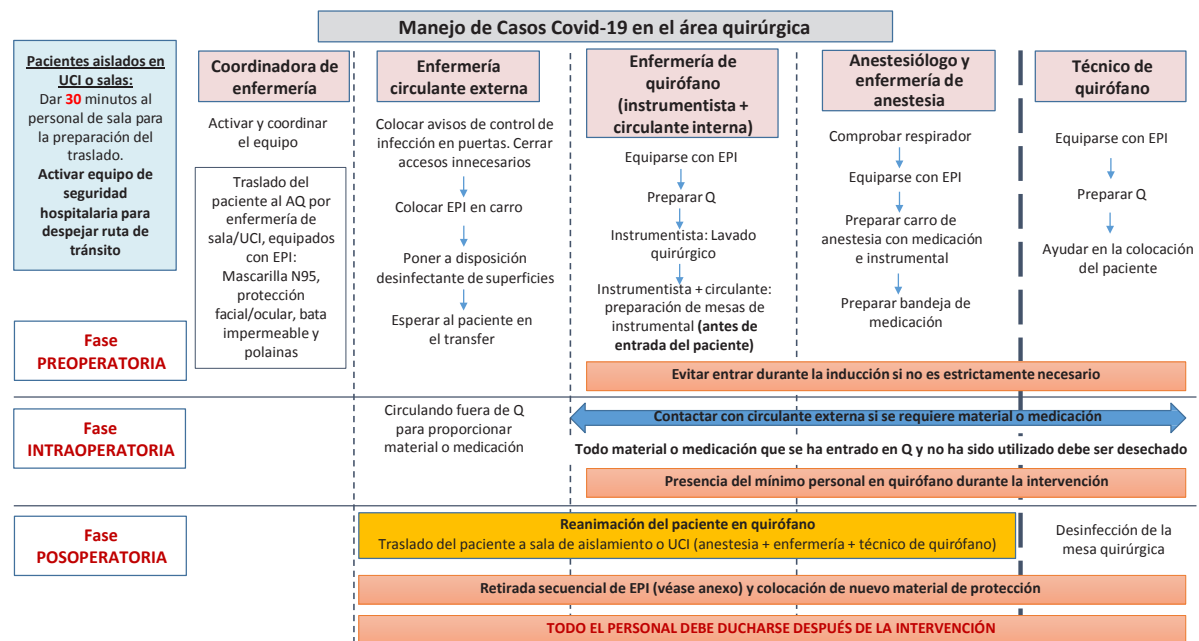 Manejo de Casos Covid-19 en el área quirúrgica
Pacientes aislados en
UCI o salas:
Dar 30 minutos al
personal de sala para
la preparación del
traslado.
Activar equipo de
seguridad
hospitalaria para
despejar ruta de
tránsito
Coordinadora de
enfermería
Activar y coordinar
el equipo
Traslado del
paciente al AQ por
enfermería de
sala/UCI, equipados
con EPI:
Mascarilla N95,
protección
facial/ocular, bata
impermeable y
polainas
Enfermería
circulante externa
Colocar avisos de control de
infección en puertas. Cerrar
accesos innecesarios
Colocar EPI en carro
Poner a disposición
desinfectante de superficies
Esperar al paciente en
el transfer
Enfermería de
quirófano
(instrumentista +
circulante interna)
Equiparse con EPI
Preparar Q
Instrumentista: Lavado
quirúrgico
Instrumentista + circulante:
preparación de mesas de
instrumental (antes de
entrada del paciente)
Anestesiólogo y
enfermería de
anestesia
Comprobar respirador
Equiparse con EPI
Preparar carro de
anestesia con medicación
e instrumental
Preparar bandeja de
medicación
Técnico de
quirófano
Equiparse con EPI
Preparar Q
Ayudar en la colocación
del paciente
Fase
PREOPERATORIA
Evitar entrar durante la inducción si no es estrictamente necesario
Fase
INTRAOPERATORIA
Circulando fuera de Q
para proporcionar
material o medicación
Contactar con circulante externa si se requiere material o medicación
Todo material o medicación que se ha entrado en Q y no ha sido utilizado debe ser desechado
Presencia del mínimo personal en quirófano durante la intervención
Fase
POSOPERATORIA
Reanimación del paciente en quirófano
Traslado del paciente a sala de aislamiento o UCI (anestesia + enfermería + técnico de quirófano)
Desinfección de la
mesa quirúrgica
Retirada secuencial de EPI (véase anexo) y colocación de nuevo material de protección
TODO EL PERSONAL DEBE DUCHARSE DESPUÉS DE LA INTERVENCIÓN